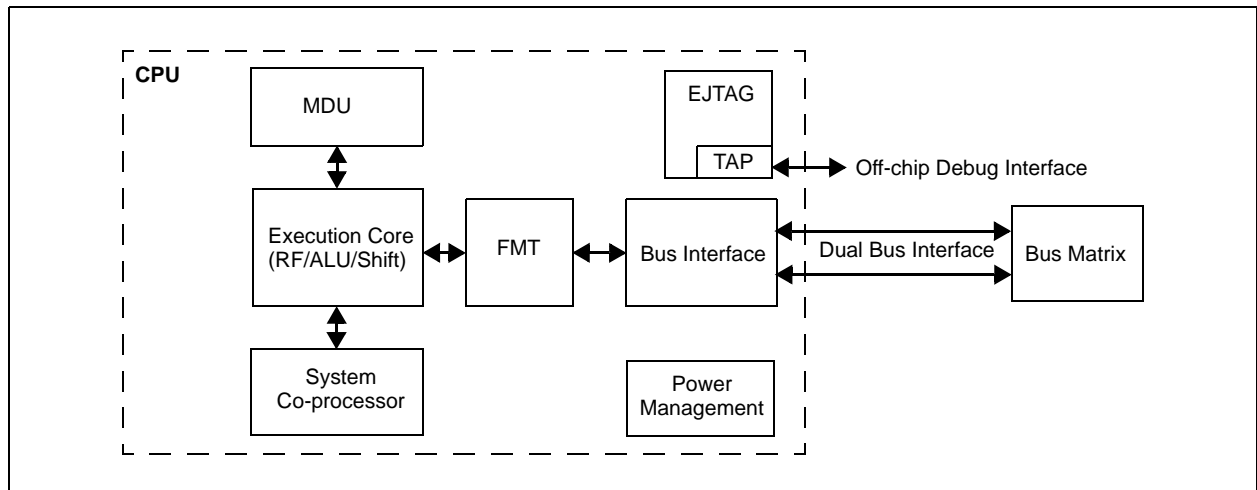 CPU
MDU
EJTAG
TAP
Off-chip Debug Interface
Execution Core
(RF/ALU/Shift)
FMT
Bus Interface
Dual Bus Interface
Bus Matrix
System
Co-processor
Power
Management